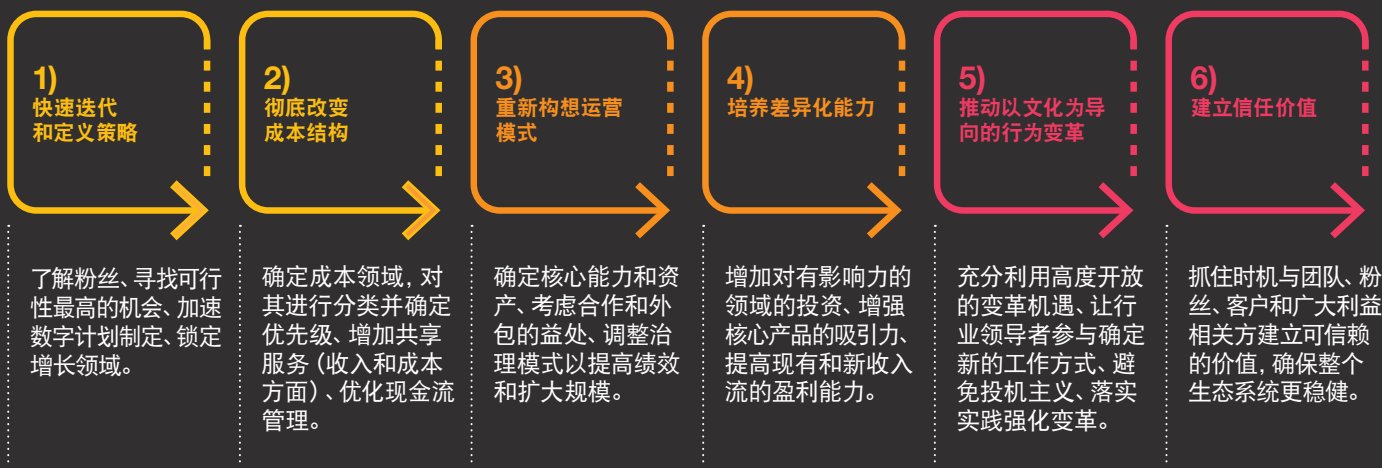 1)
快速迭代
和定义策略
了解粉丝、寻找可行
性最高的机会、加速
数字计划制定、锁定
增长领域。
2)
彻底改变
成本结构
确定成本领域，对
其进行分类并确定
优先级、增加共享
服务（收入和成本
方面）、优化现金流
管理。
3)
重新构想运营
模式
确定核心能力和资
产、考虑合作和外
包的益处、调整治
理模式以提高绩效
和扩大规模。
4)
培养差异化能力
增加对有影响力的
领域的投资、增强
核心产品的吸引力、
提高现有和新收入
流的盈利能力。
5)
推动以文化为导
向的行为变革
充分利用高度开放
的变革机遇、让行
业领导者参与确定
新的工作方式、避
免投机主义、落实
实践强化变革。
6)
建立信任价值
抓住时机与团队、粉
丝、客户和广大利益
相关方建立可信赖
的价值，确保整个
生态系统更稳健。